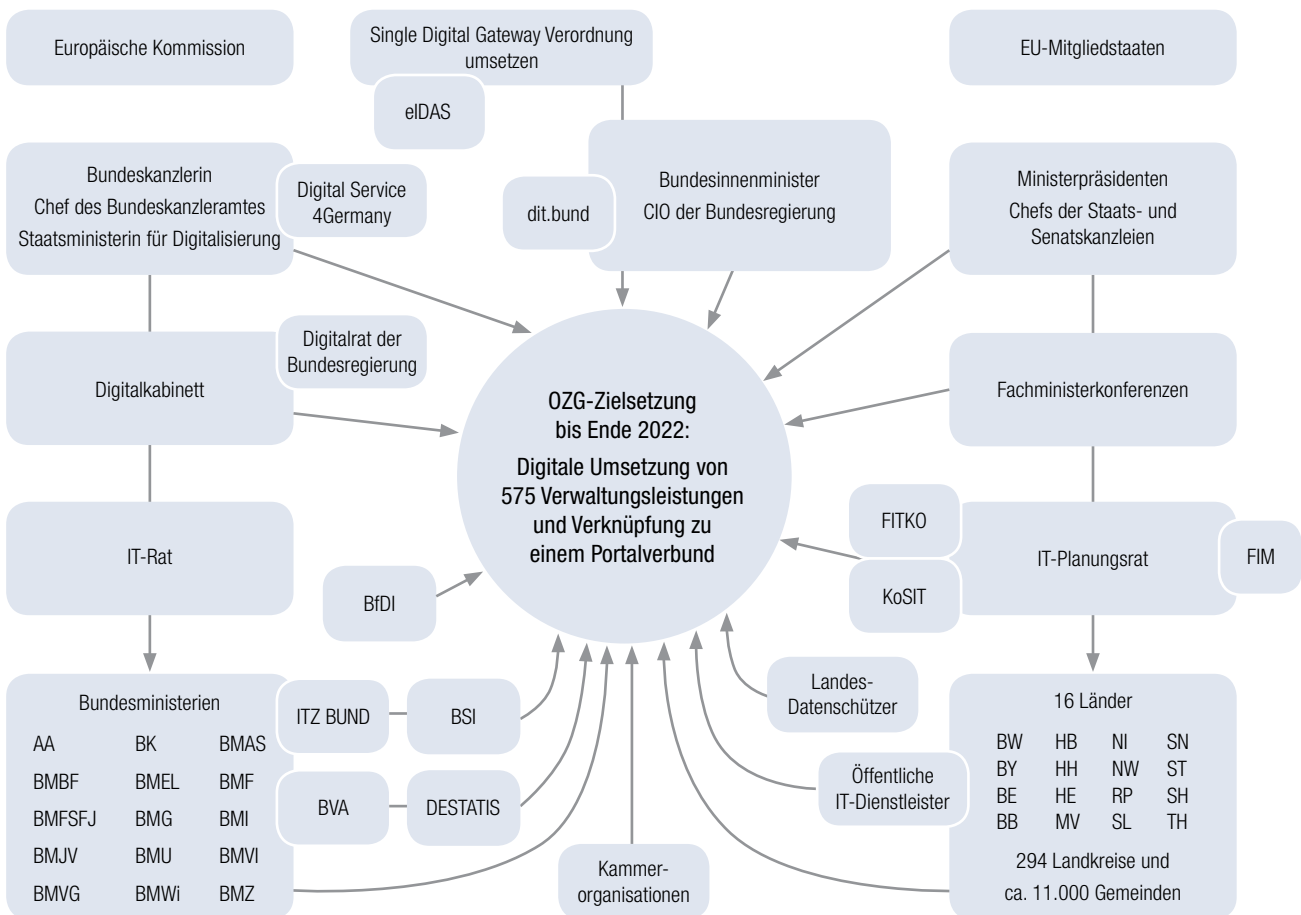 Europäische Kommission
Single Digital Gateway Verordnung
umsetzen
EU-Mitgliedstaaten
eIDAS
Bundeskanzlerin
Chef des Bundeskanzleramtes
Staatsministerin für Digitalisierung
Digital Service
4Germany
dit.bund
Bundesinnenminister
CIO der Bundesregierung
Ministerpräsidenten
Chefs der Staats- und
Senatskanzleien
Digitalkabinett
Digitalrat der
Bundesregierung
Fachministerkonferenzen
OZG-Zielsetzung
bis Ende 2022:
Digitale Umsetzung von
575 Verwaltungsleistungen
und Verknüpfung zu
einem Portalverbund
IT-Rat
BfDI
FITKO
KoSIT
IT-Planungsrat
FIM
Bundesministerien
AA BK BMAS
BMBF BMEL BMF
BMFSFJ BMG BMI
BMJV BMU BMVI
BMVG BMWi BMZ
ITZ BUND
BSI
BVA
DESTATIS
Kammer-
organisationen
Landes-
Datenschützer
Öffentliche
IT-Dienstleister
16 Länder
BW HB NI SN
BY HH NW ST
BE HE RP SH
BB MV SL TH
294 Landkreise und
ca. 11.000 Gemeinden